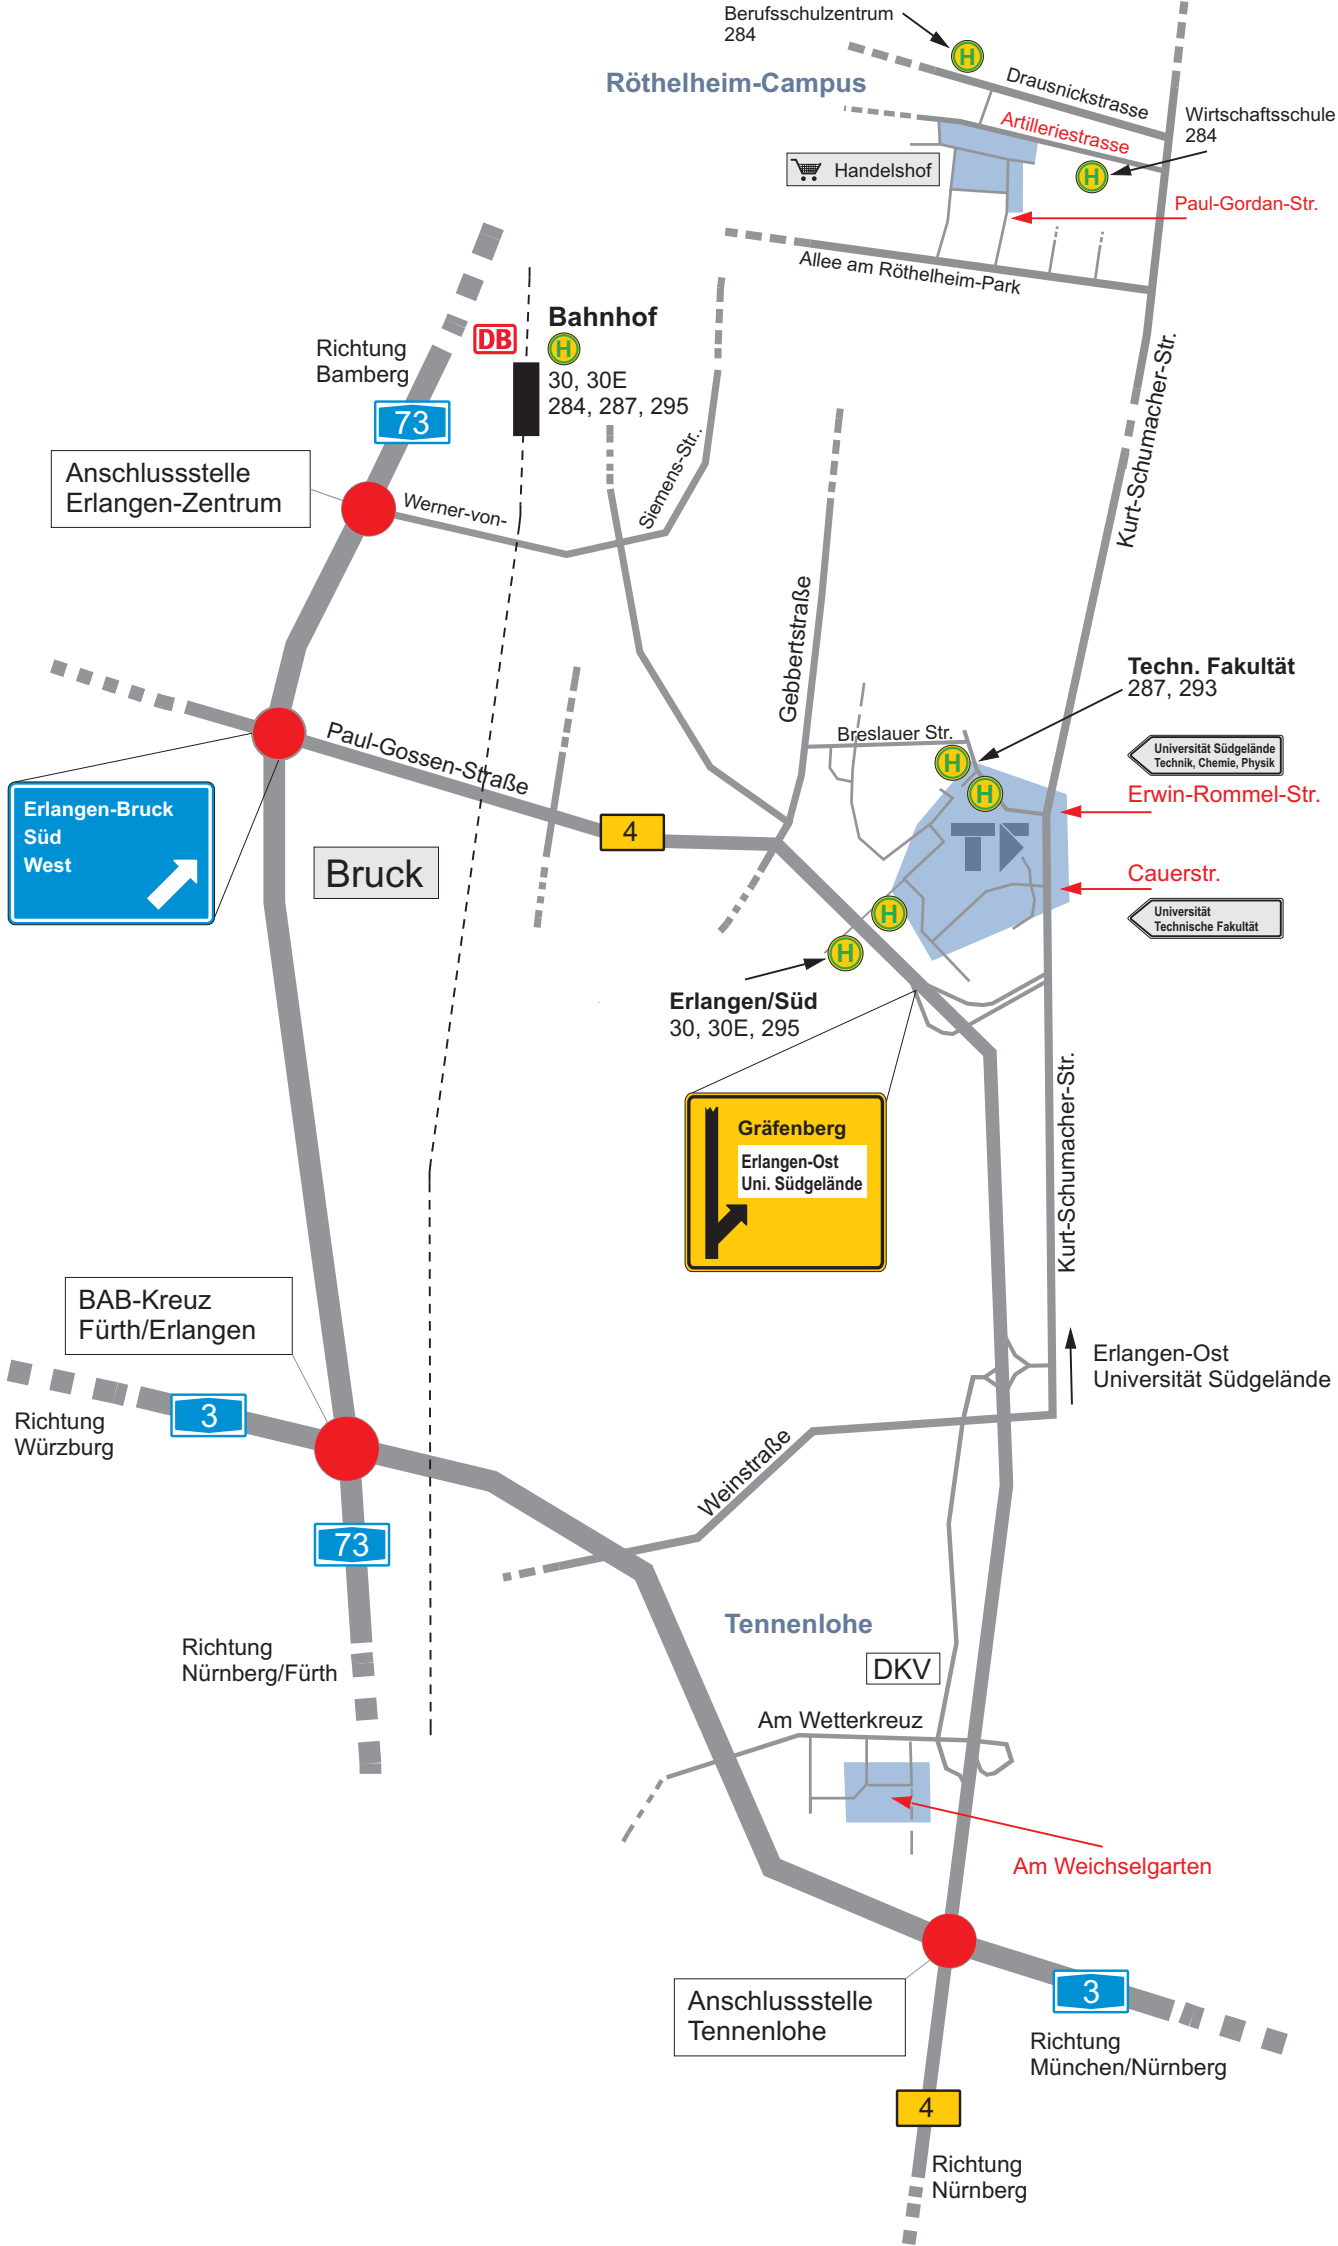 Berufsschulzentrum
284
H
Röthelheim-Campus
Drausnickstrasse
Artilleriestrasse
Wirtschaftsschule
284
H
Handelshof
Paul-Gordan-Str.
Allee am Röthelheim-Park
Kurt-Schumacher-Str.
DB
Bahnhof
H
30, 30E
284, 287, 295
Richtung
Bamberg
73
Anschlussstelle
Erlangen-Zentrum
Werner-von-
Siemens-Str..
Gebbertstraße
Techn. Fakultät
287, 293
Breslauer Str.
H
H
Universität Südgelände
Technik, Chemie, Physik
Erwin-Rommel-Str.
Paul-Gossen-Straße
4
Erlangen-Bruck
Süd
West
Bruck
TF
Cauerstr.
Universität
Technische Fakultät
H
H
Erlangen/Süd
30, 30E, 295
Gräfenberg
Erlangen-Ost
Uni. Südgelände
Kurt-Schumacher-Str.
BAB-Kreuz
Fürth/Erlangen
Erlangen-Ost
Universität Südgelände
3
Richtung
Würzburg
Weinstraße
73
Richtung
Nürnberg/Fürth
Tennenlohe
DKV
Am Wetterkreuz
Am Weichselgarten
Anschlussstelle
Tennenlohe
3
Richtung
München/Nürnberg
4
Richtung
Nürnberg